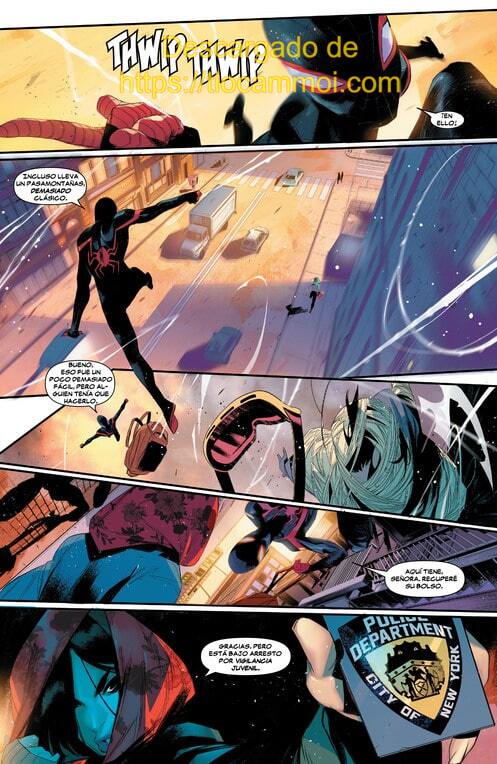 THWIP THWIP
Descargado de
https://tiocammoi.com
¡EN
ELLO!
INCLUSO LLEVA
UN PASAMONTAÑAS.
DEMASIADO
CLÁSICO.
BUENO,
ESO FUE UN
POCO DEMASIADO
FÁCIL, PERO AL-
GUIEN TENÍA QUE
HACERLO.
AQUÍ TIENE,
SEÑORA. RECUPERÉ
SU BOLSO.
GRACIAS, PERO
ESTÁ BAJO ARRESTO
POR VIGILANCIA
JUVENIL.
POLICE
DEPARTMENT
CITY OF
NEW YORK